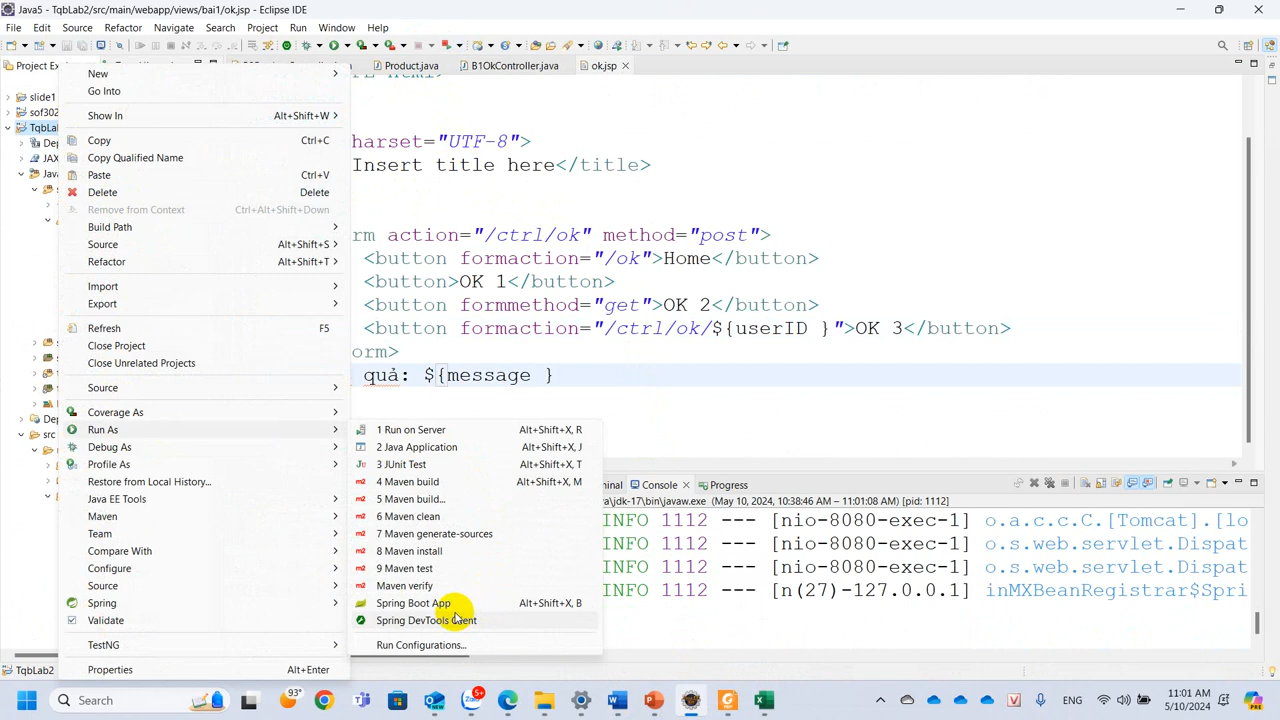 Java5 - TqbLab2/src/main/webapp/views/bai1/ok.jsp - Eclipse IDE
File Edit Source Refactor Navigate Search Project Run Window Help
Project Ex
Product.java B1OkController.java ok.jsp
slide1
sof302
TqbLab
Dep
JAX
Java
s
De
src
New
Go Into
Show In Alt+Shift+W
Copy Ctrl+C
Copy Qualified Name
Paste Ctrl+V
Delete Delete
Remove from Context Ctrl+Alt+Shift+Down
Build Path
Source Alt+Shift+S
Refactor Alt+Shift+T
Import
Export
Refresh F5
Close Project
Close Unrelated Projects
Source
Coverage As
Run As
Debug As
Profile As
Restore from Local History...
Java EE Tools
Maven
Team
Compare With
Configure
Source
Spring
Validate
TestNG
Properties Alt+Enter
1 Run on Server Alt+Shift+X, R
2 Java Application Alt+Shift+X, J
3 JUnit Test Alt+Shift+X, T
4 Maven build Alt+Shift+X, M
5 Maven build...
6 Maven clean
7 Maven generate-sources
8 Maven install
9 Maven test
Maven verify
Spring Boot App Alt+Shift+X, B
Spring DevTools Client
Run Configurations...
harset="UTF-8">
Insert title here</title>
rm action="/ctrl/ok" method="post">
<button formaction="/ok">Home</button>
<button>OK 1</button>
<button formmethod="get">OK 2</button>
<button formaction="/ctrl/ok/${userID }">OK 3</button>
orm>
quả: ${message }
minal Console Progress
va\jdk-17\bin\javaw.exe (May 10, 2024, 10:38:46 AM – 11:01:08 AM) [pid: 1112]
INFO 1112 --- [nio-8080-exec-1] o.a.c.c.C.[Tomcat].[lo
INFO 1112 --- [nio-8080-exec-1] o.s.web.servlet.Dispat
INFO 1112 --- [nio-8080-exec-1] o.s.web.servlet.Dispat
INFO 1112 --- [n(27)-127.0.0.1] inMXBeanRegistrar$Spri
TqbLab2
Search
93°
5+
ENG
11:01 AM
5/10/2024